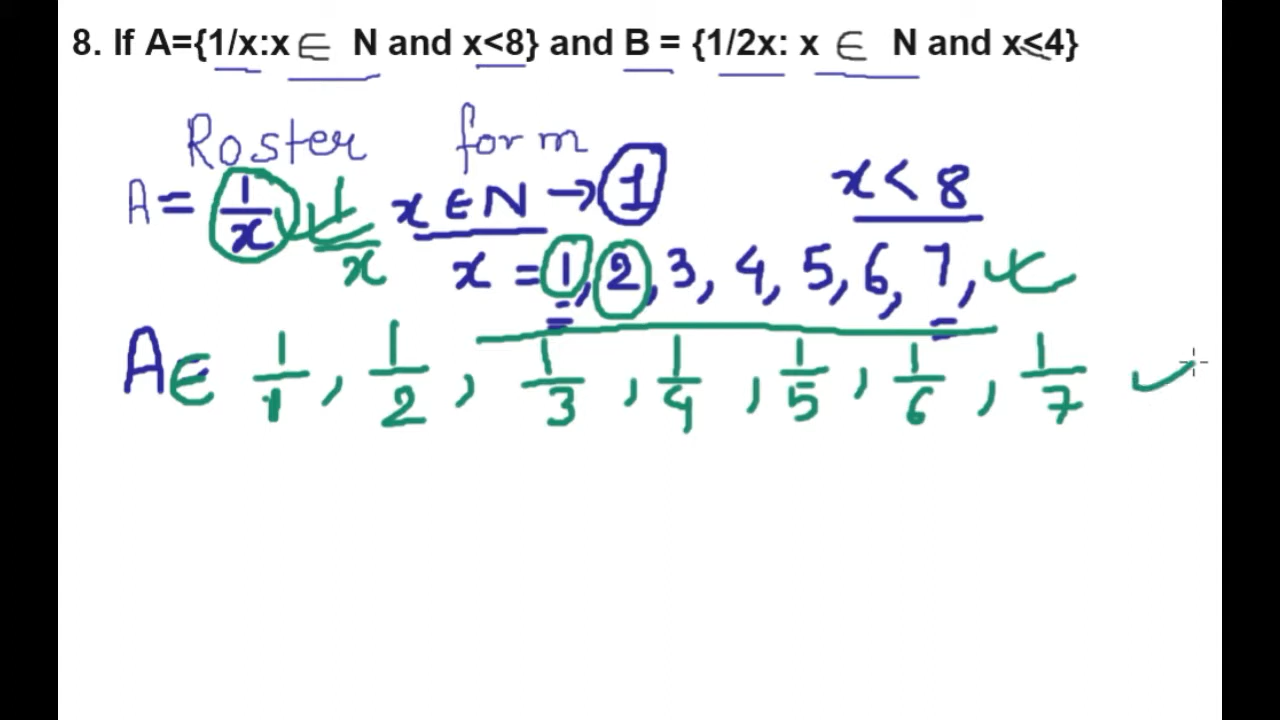 8. If A={1/x:x ∈ N and x<8} and B = {1/2x: x ∈ N and x⩽4}
Roster form
A = 1/x 1/x x ∈ N → 1 x < 8
x = 1, 2, 3, 4, 5, 6, 7,
A ∈ 1/1, 1/2, 1/3, 1/4, 1/5, 1/6, 1/7